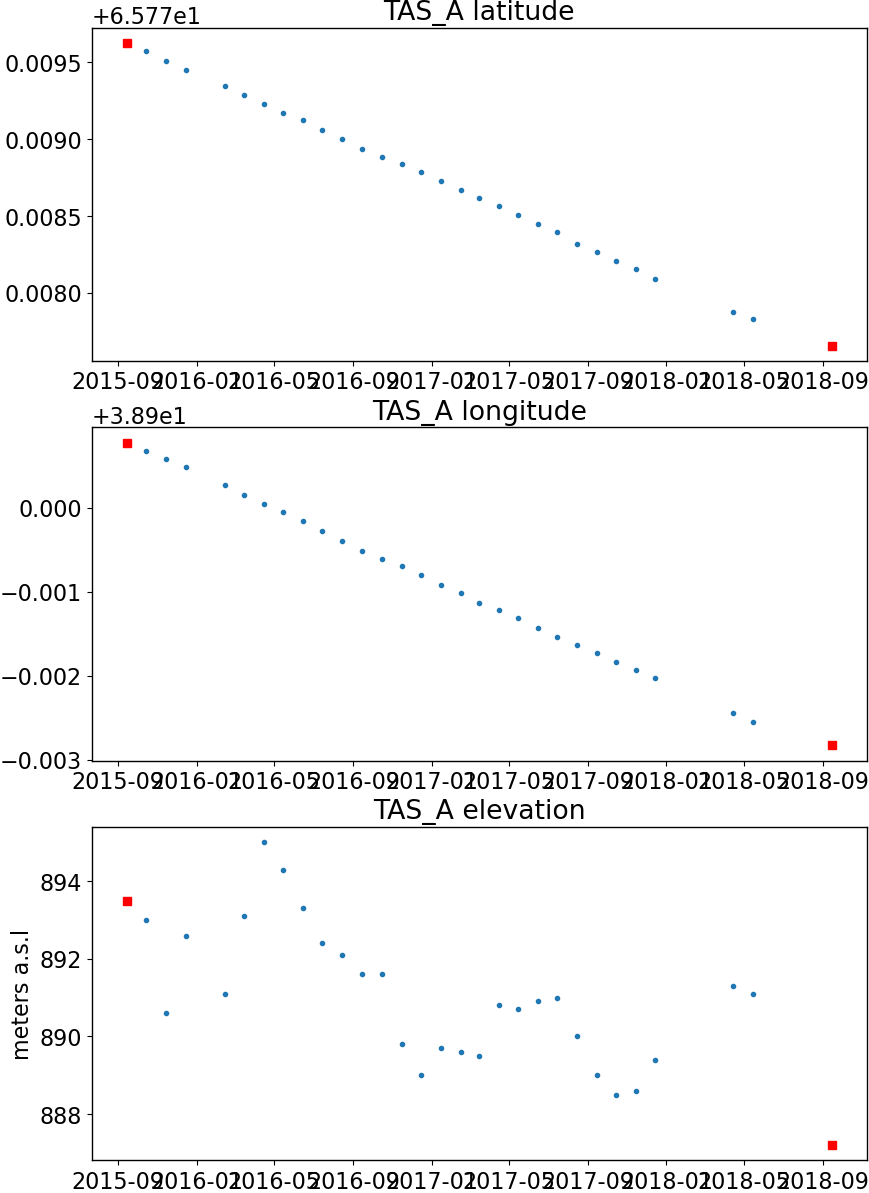 TAS_A latitude
+6.577e1
0.0095
0.0090
0.0085
0.0080
2015-09 2016-01 2016-05 2016-09 2017-01 2017-05 2017-09 2018-01 2018-05 2018-09
TAS_A longitude
+3.89e1
0.000
−0.001
−0.002
−0.003
2015-09 2016-01 2016-05 2016-09 2017-01 2017-05 2017-09 2018-01 2018-05 2018-09
TAS_A elevation
meters a.s.l
894
892
890
888
2015-09 2016-01 2016-05 2016-09 2017-01 2017-05 2017-09 2018-01 2018-05 2018-09